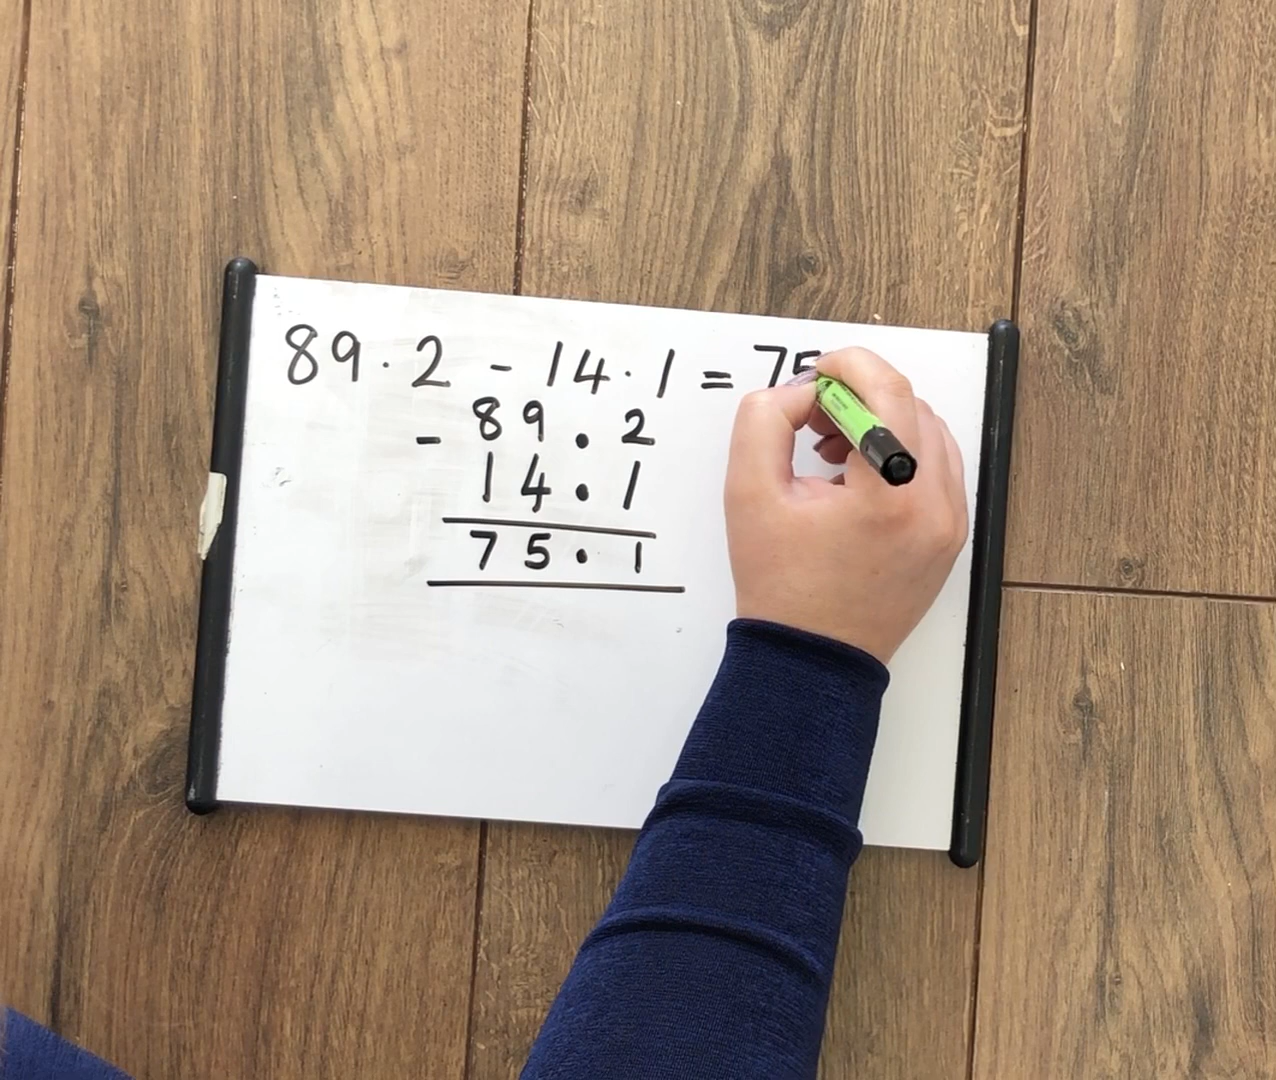 89·2 - 14·1 = 75
- 89.2
14.1
75.1